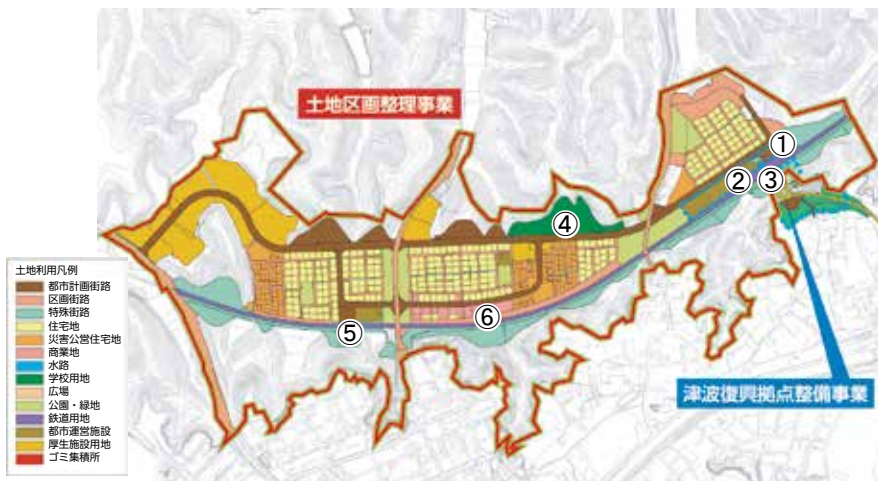 土地区画整理事業
①
②
③
④
⑤
⑥
土地利用凡例
都市計画街路
区画街路
特殊街路
住宅地
災害公営住宅地
商業地
水路
学校用地
広場
公園・緑地
鉄道用地
都市運営施設
厚生施設用地
ゴミ集積所
津波復興拠点整備事業